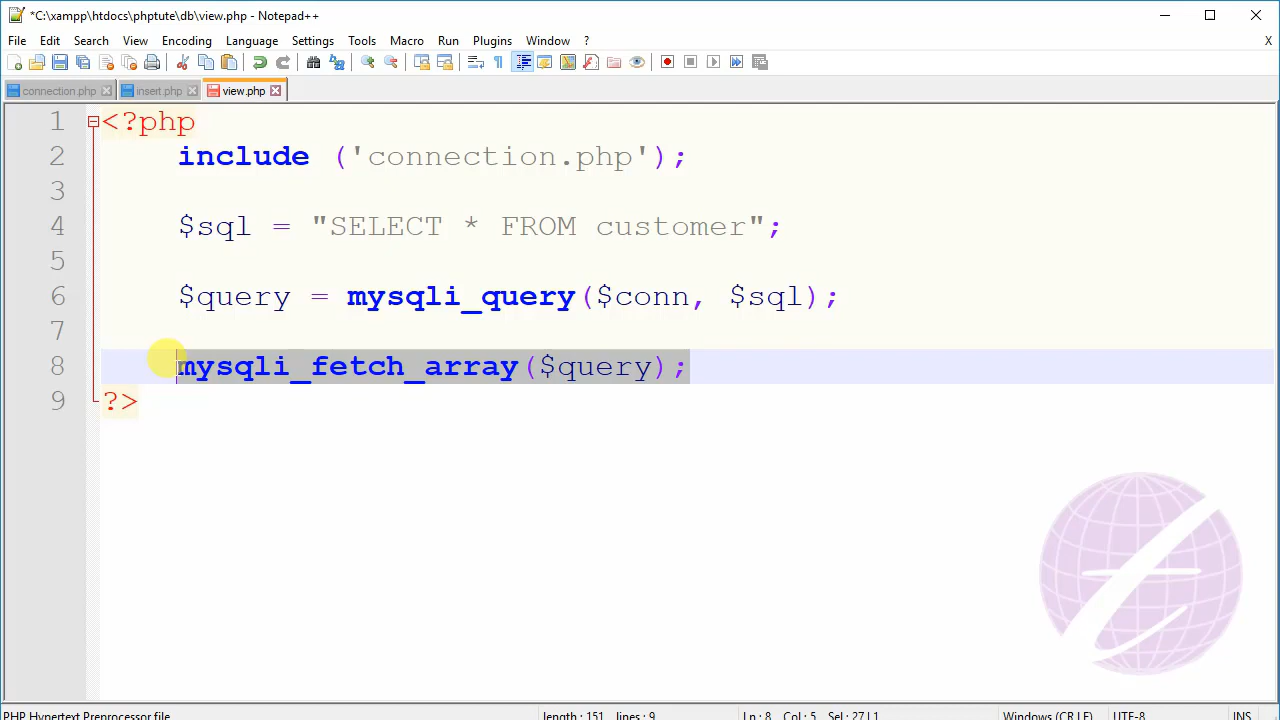 *C:\xampp\htdocs\phptute\db\view.php - Notepad++
File Edit Search View Encoding Language Settings Tools Macro Run Plugins Window ? X
connection.php insert.php view.php
1 <?php
2 include ('connection.php');
3
4 $sql = "SELECT * FROM customer";
5
6 $query = mysqli_query($conn, $sql);
7
8 mysqli_fetch_array($query);
9 ?>
PHP Hypertext Preprocessor file length : 151 lines : 9 Ln : 8 Col : 5 Sel : 27 | 1 Windows (CR LF) UTF-8 INS